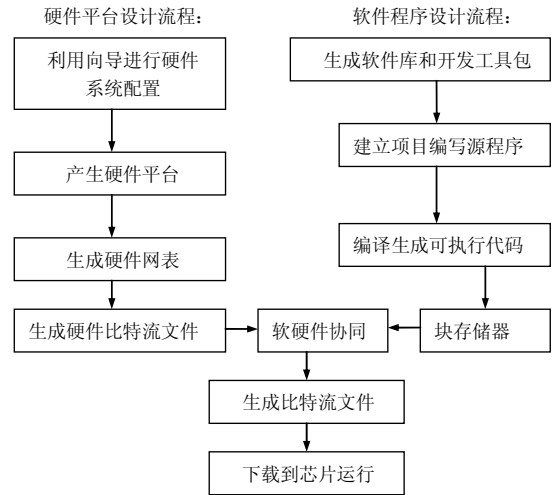 硬件平台设计流程：
利用向导进行硬件
系统配置
产生硬件平台
生成硬件网表
生成硬件比特流文件
软件程序设计流程：
生成软件库和开发工具包
建立项目编写源程序
编译生成可执行代码
块存储器
软硬件协同
生成比特流文件
下载到芯片运行